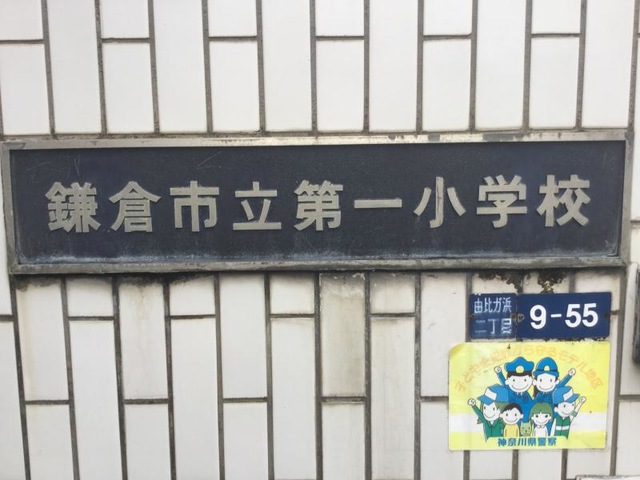 鎌倉市立第一小学校
由比ガ浜
二丁目
9-55
神奈川県警察